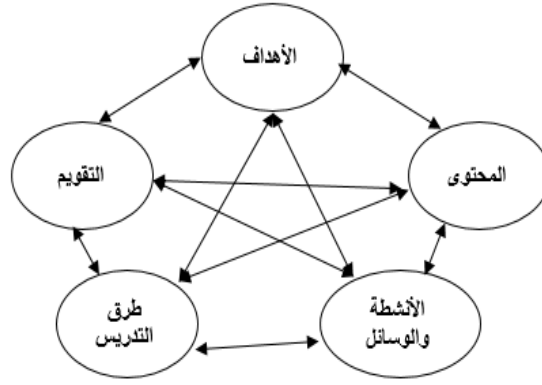 الأهداف
المحتوى
التقويم
الأنشطة
والوسائل
طرق
التدريس